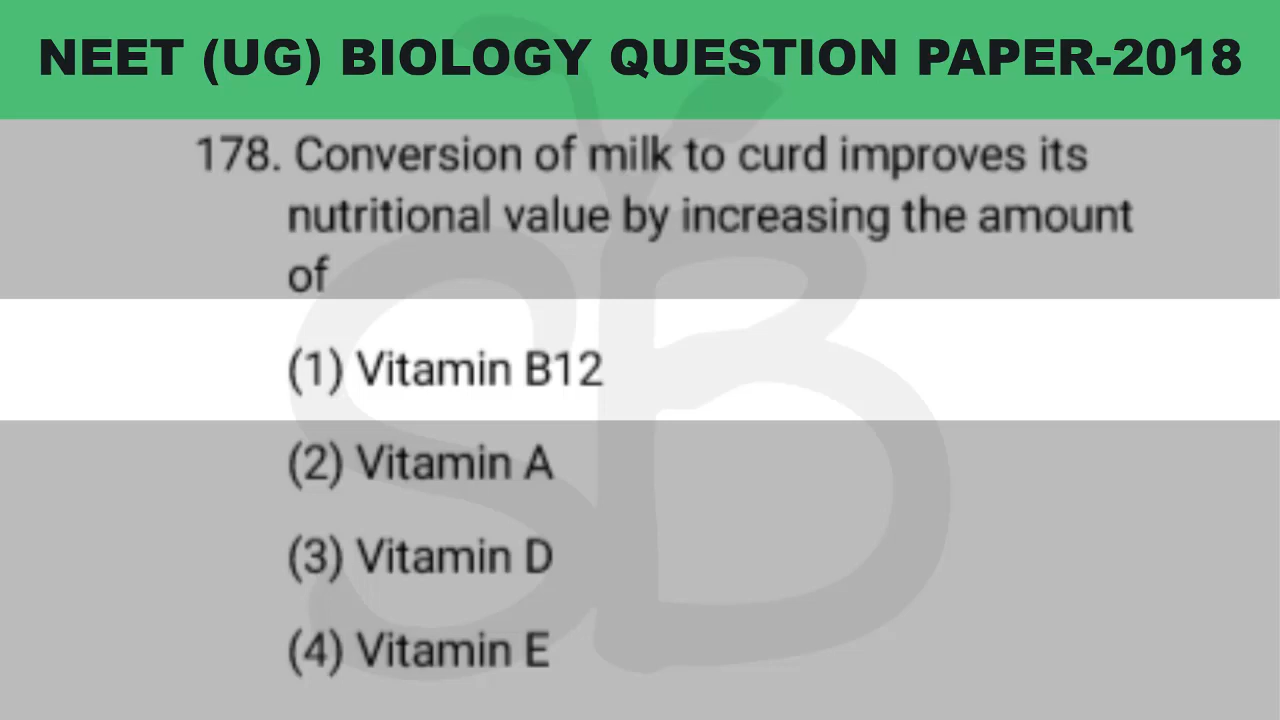 NEET (UG) BIOLOGY QUESTION PAPER-2018
178. Conversion of milk to curd improves its
nutritional value by increasing the amount
of
(1) Vitamin B12
(2) Vitamin A
(3) Vitamin D
(4) Vitamin E
SB